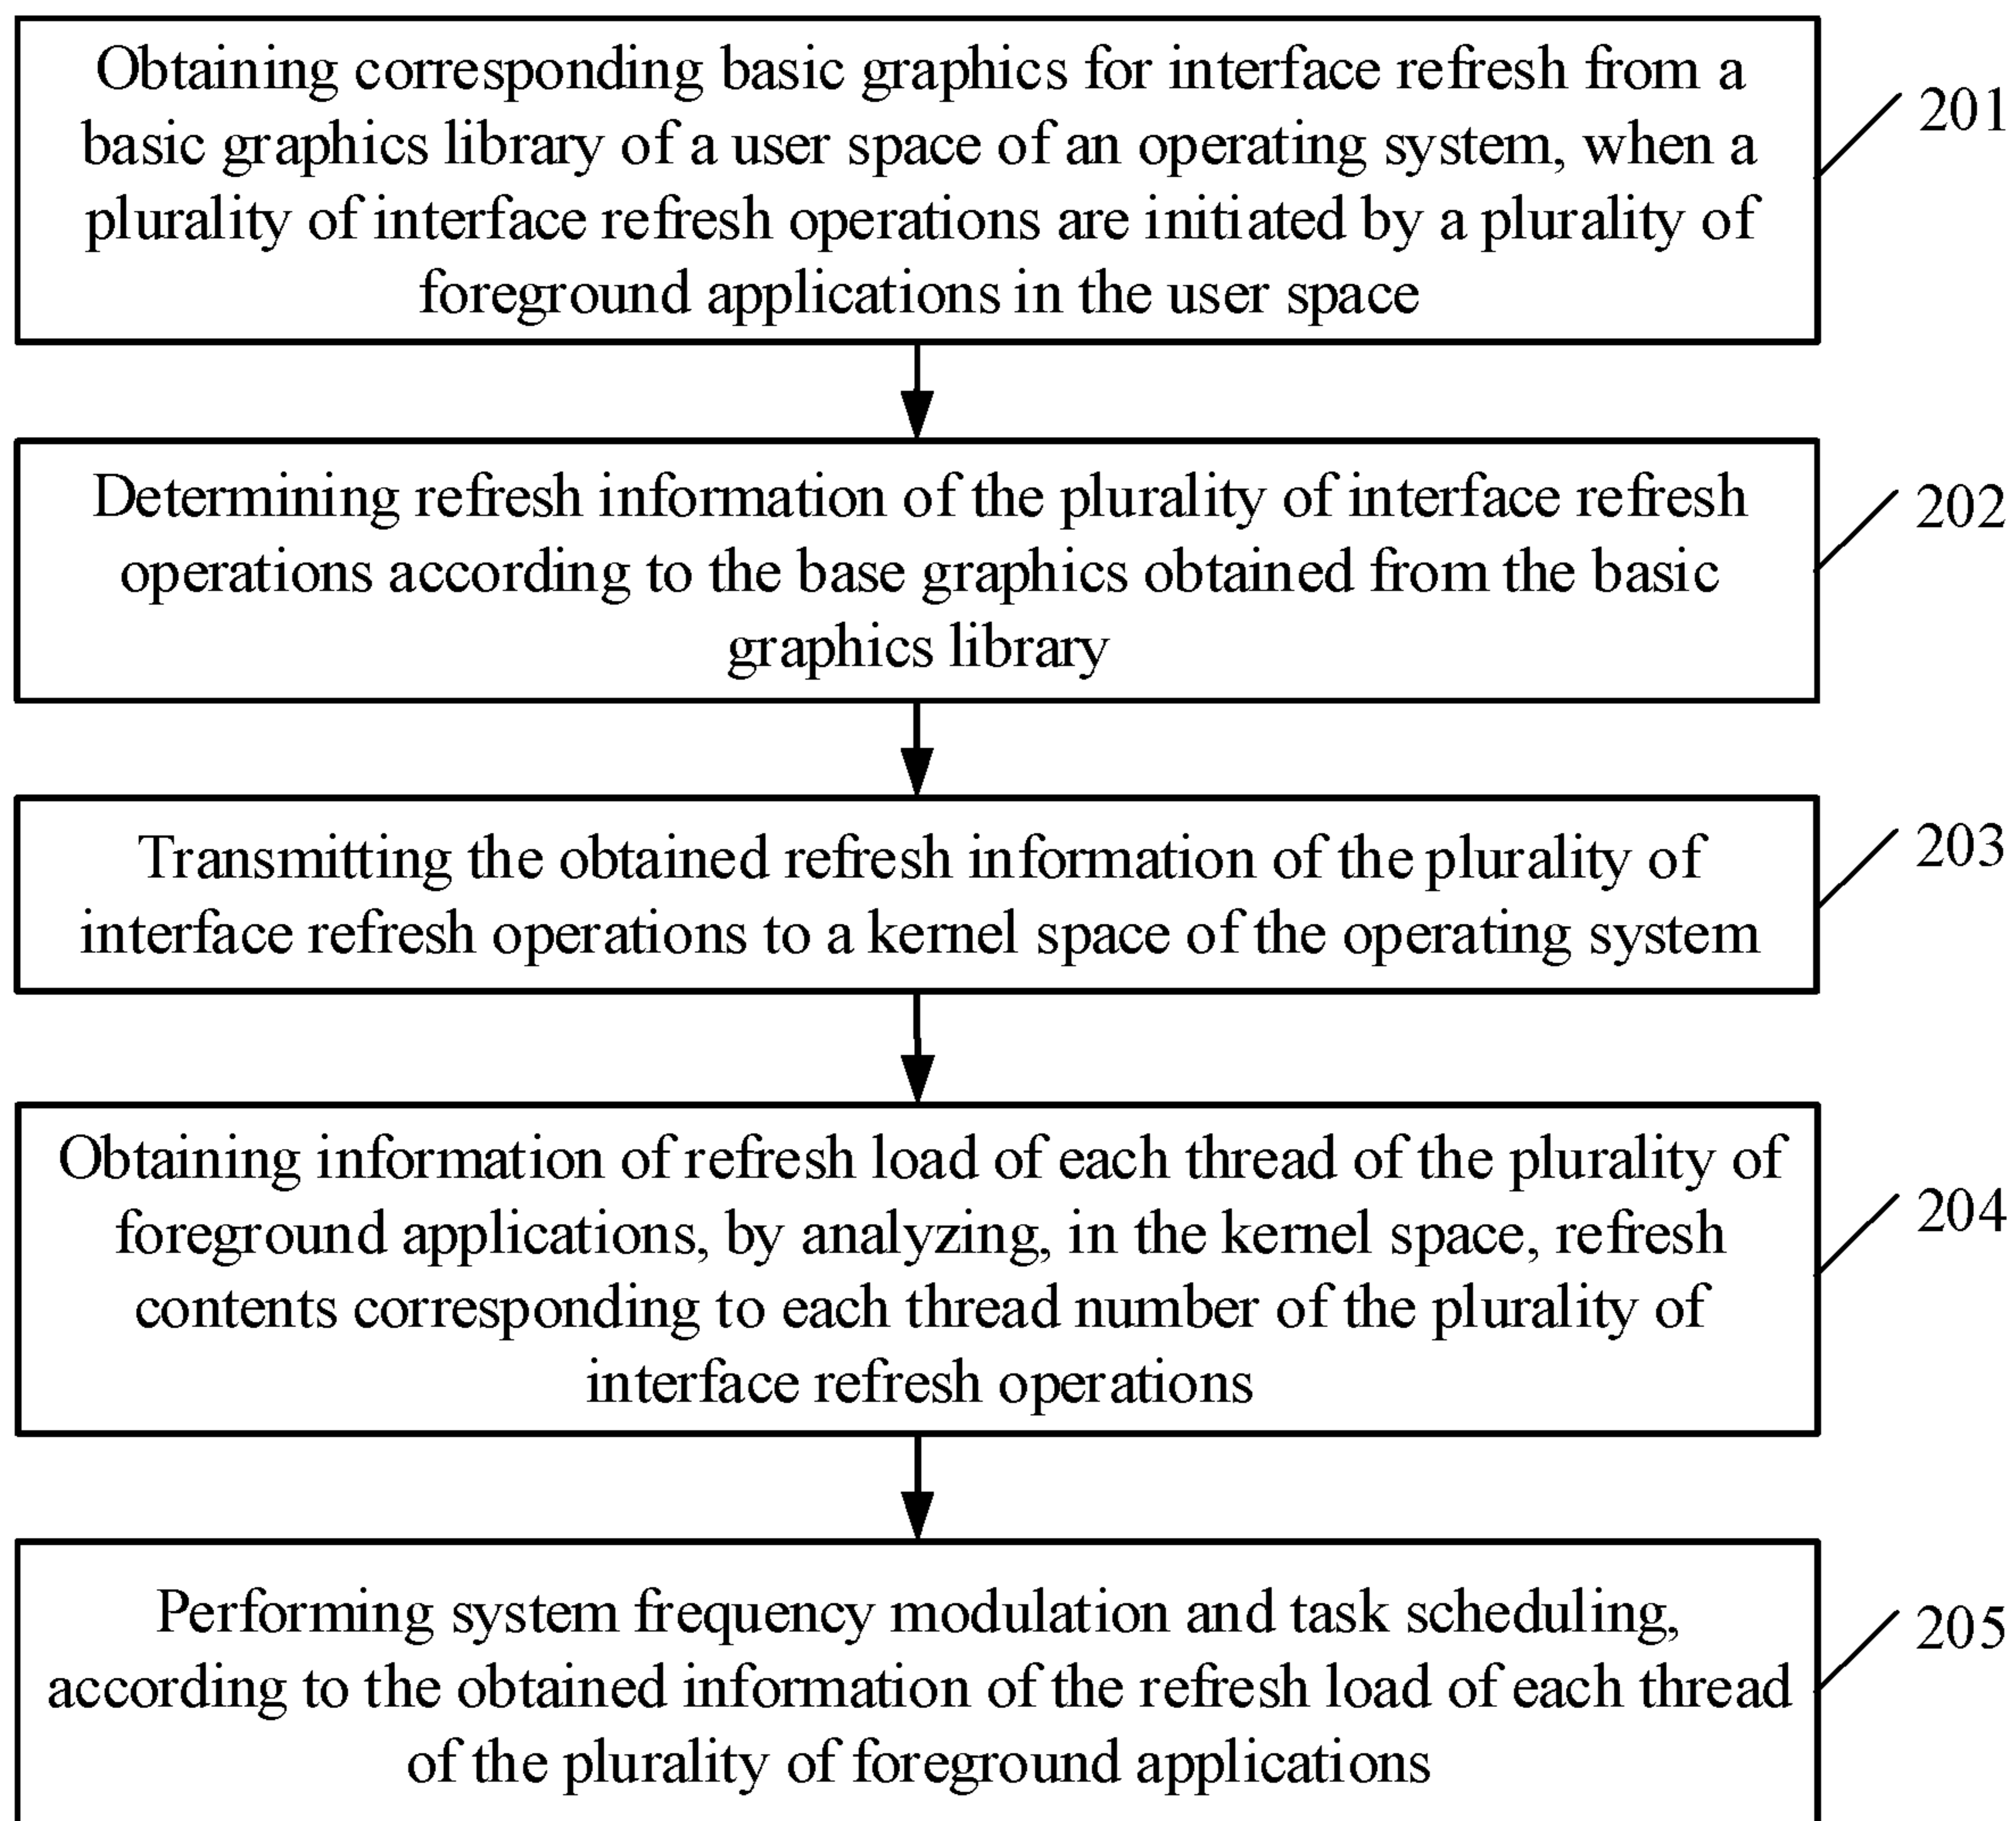 Obtaining corresponding basic graphics for interface refresh from a
basic graphics library of a user space of an operating system, when a
plurality of interface refresh operations are initiated by a plurality of
foreground applications in the user space
201
Determining refresh information of the plurality of interface refresh
operations according to the base graphics obtained from the basic
graphics library
202
Transmitting the obtained refresh information of the plurality of
interface refresh operations to a kernel space of the operating system
203
Obtaining information of refresh load of each thread of the plurality of
foreground applications, by analyzing, in the kernel space, refresh
contents corresponding to each thread number of the plurality of
interface refresh operations
204
Performing system frequency modulation and task scheduling,
according to the obtained information of the refresh load of each thread
of the plurality of foreground applications
205